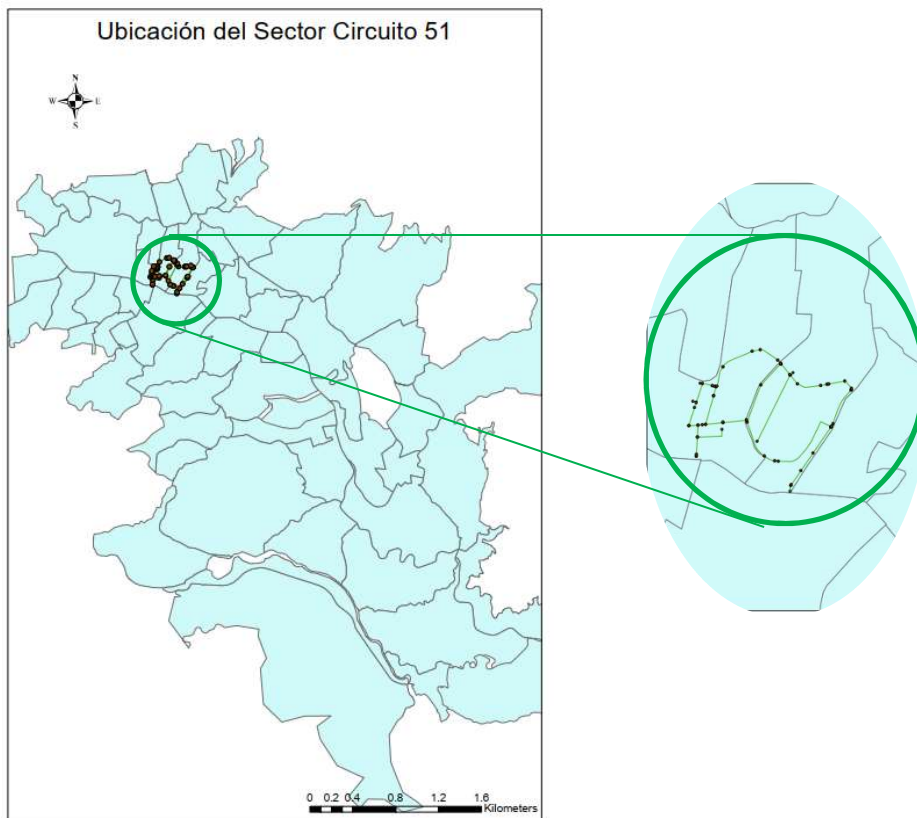 Ubicación del Sector Circuito 51
N
W E
S
0 0.2 0.4 0.8 1.2 1.6
Kilometers